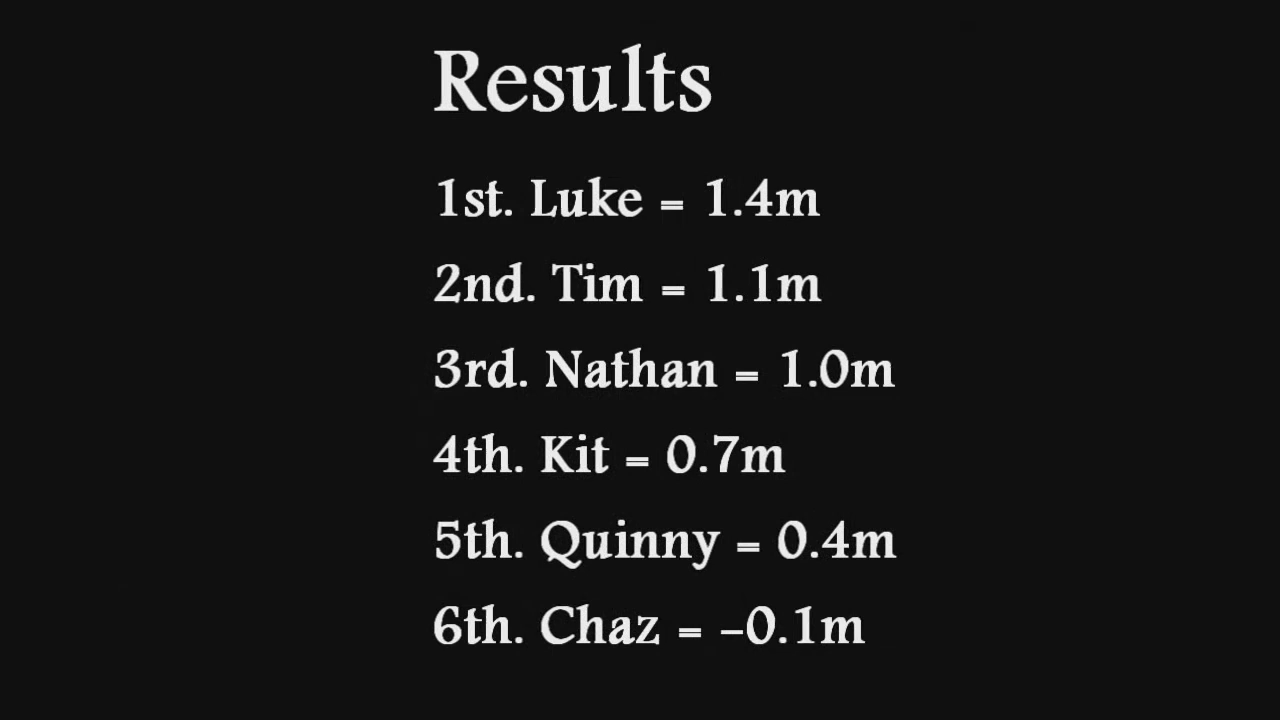 Results
1st. Luke = 1.4m
2nd. Tim = 1.1m
3rd. Nathan = 1.0m
4th. Kit = 0.7m
5th. Quinny = 0.4m
6th. Chaz = –0.1m